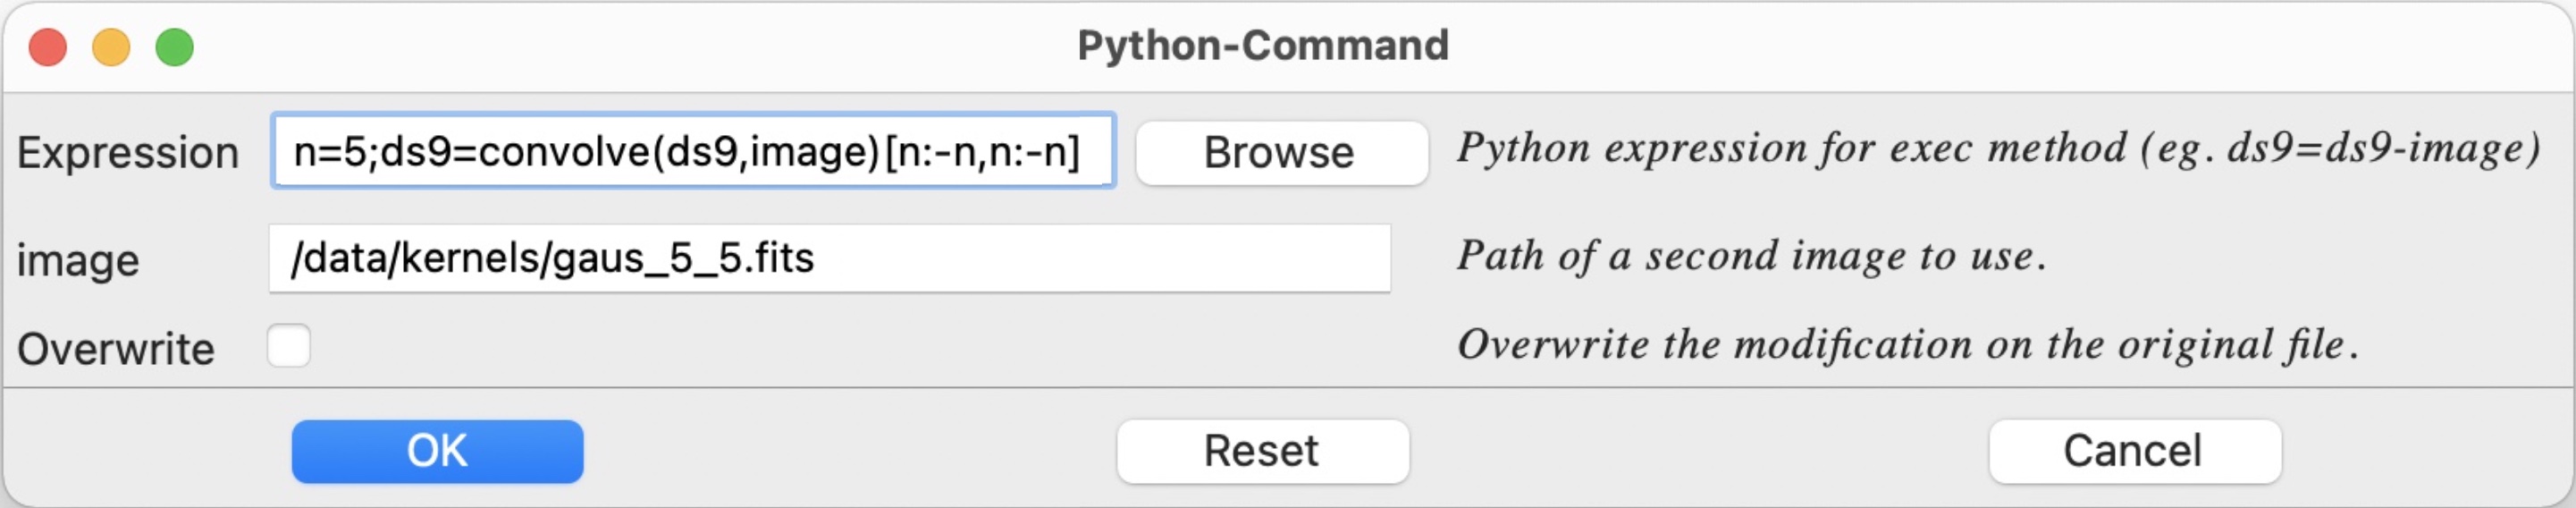 Python-Command
Expression n=5;ds9=convolve(ds9,image)[n:-n,n:-n] Browse Python expression for exec method (eg. ds9=ds9-image)
image /data/kernels/gaus_5_5.fits Path of a second image to use.
Overwrite Overwrite the modification on the original file.
OK Reset Cancel